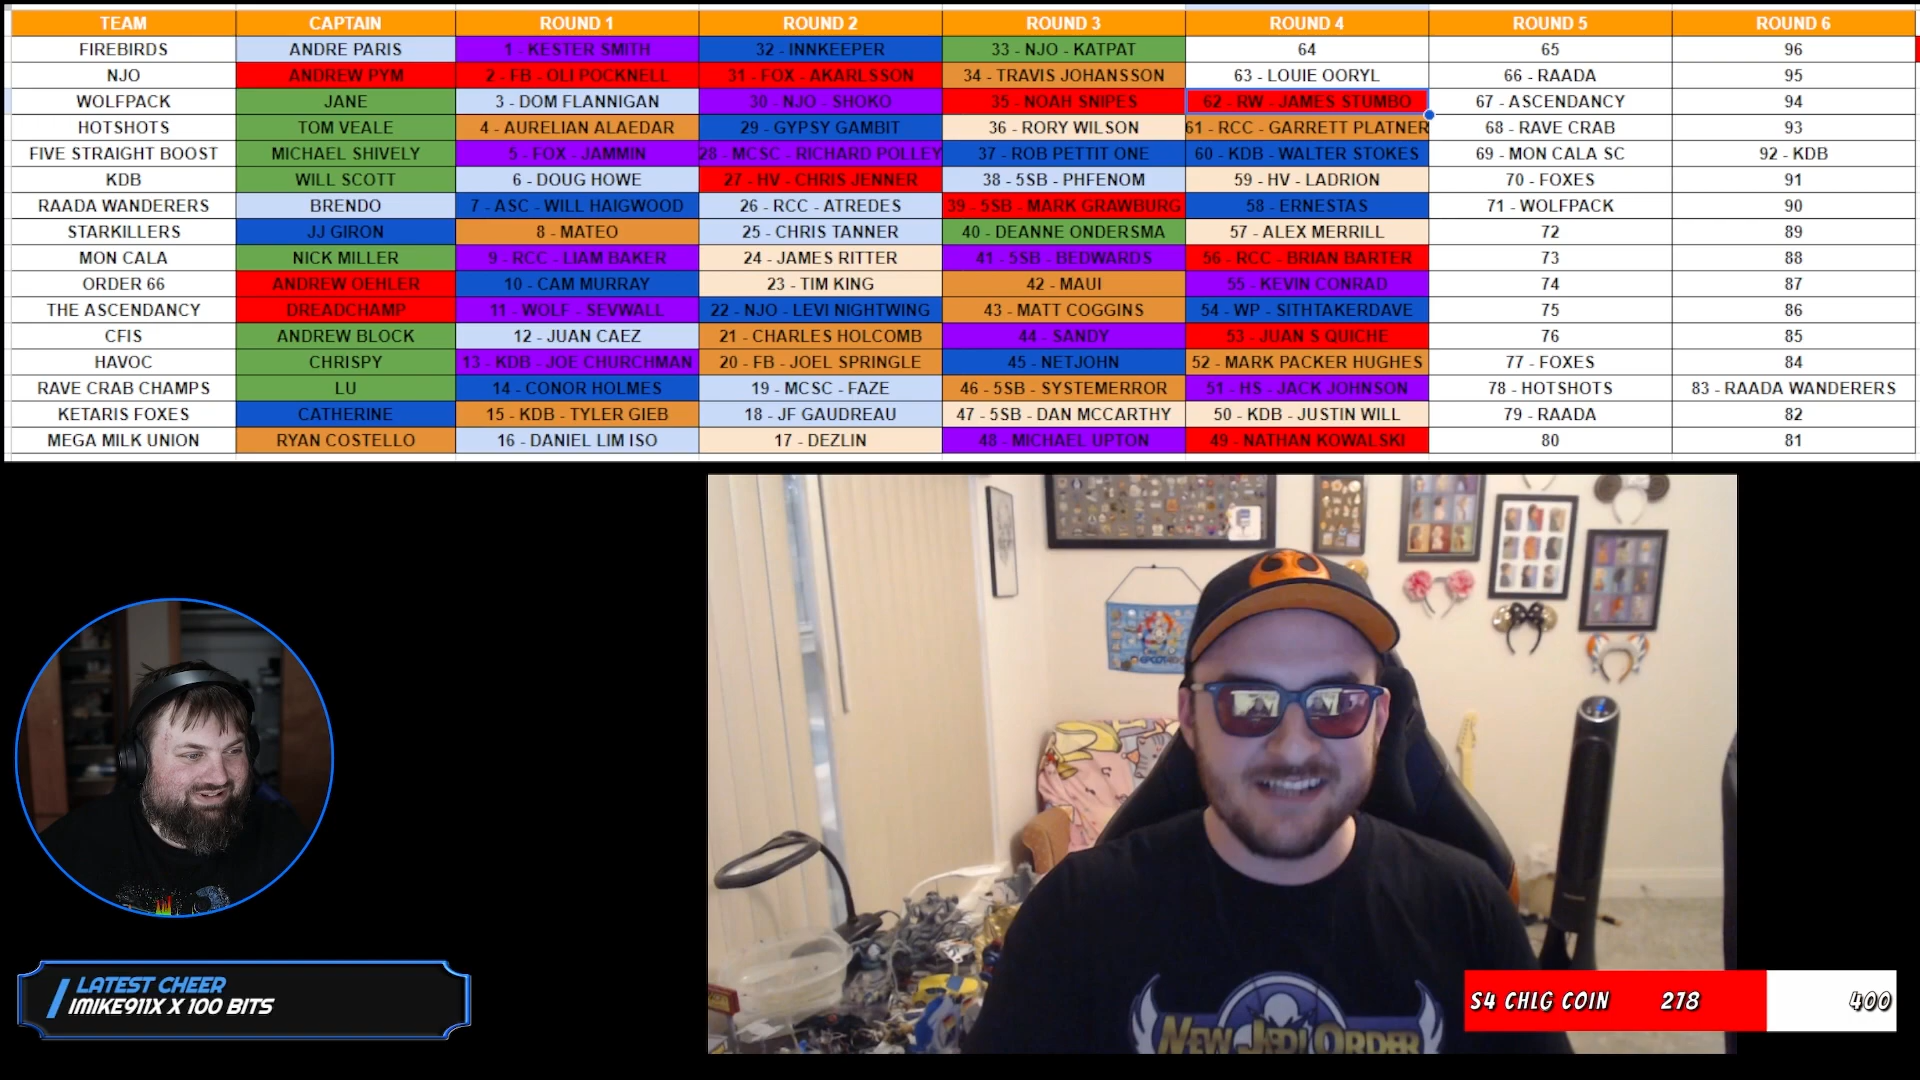 TEAM CAPTAIN ROUND 1 ROUND 2 ROUND 3 ROUND 4 ROUND 5 ROUND 6
FIREBIRDS ANDRE PARIS 1 - KESTER SMITH 32 - INNKEEPER 33 - NJO - KATPAT 64 65 96
NJO ANDREW PYM 2 - FB - OLI POCKNELL 31 - FOX - AKARLSSON 34 - TRAVIS JOHANSSON 63 - LOUIE OORYL 66 - RAADA 95
WOLFPACK JANE 3 - DOM FLANNIGAN 30 - NJO - SHOKO 35 - NOAH SNIPES 62 - RW - JAMES STUMBO 67 - ASCENDANCY 94
HOTSHOTS TOM VEALE 4 - AURELIAN ALAEDAR 29 - GYPSY GAMBIT 36 - RORY WILSON 61 - RCC - GARRETT PLATNER 68 - RAVE CRAB 93
FIVE STRAIGHT BOOST MICHAEL SHIVELY 5 - FOX - JAMMIN 28 - MCSC - RICHARD POLLEY 37 - ROB PETTIT ONE 60 - KDB - WALTER STOKES 69 - MON CALA SC 92 - KDB
KDB WILL SCOTT 6 - DOUG HOWE 27 - HV - CHRIS JENNER 38 - 5SB - PHFENOM 59 - HV - LADRION 70 - FOXES 91
RAADA WANDERERS BRENDO 7 - ASC - WILL HAIGWOOD 26 - RCC - ATREDES 39 - 5SB - MARK GRAWBURG 58 - ERNESTAS 71 - WOLFPACK 90
STARKILLERS JJ GIRON 8 - MATEO 25 - CHRIS TANNER 40 - DEANNE ONDERSMA 57 - ALEX MERRILL 72 89
MON CALA NICK MILLER 9 - RCC - LIAM BAKER 24 - JAMES RITTER 41 - 5SB - BEDWARDS 56 - RCC - BRIAN BARTER 73 88
ORDER 66 ANDREW OEHLER 10 - CAM MURRAY 23 - TIM KING 42 - MAUI 55 - KEVIN CONRAD 74 87
THE ASCENDANCY DREADCHAMP 11 - WOLF - SEVWALL 22 - NJO - LEVI NIGHTWING 43 - MATT COGGINS 54 - WP - SITHTAKERDAVE 75 86
CFIS ANDREW BLOCK 12 - JUAN CAEZ 21 - CHARLES HOLCOMB 44 - SANDY 53 - JUAN S QUICHE 76 85
HAVOC CHRISPY 13 - KDB - JOE CHURCHMAN 20 - FB - JOEL SPRINGLE 45 - NETJOHN 52 - MARK PACKER HUGHES 77 - FOXES 84
RAVE CRAB CHAMPS LU 14 - CONOR HOLMES 19 - MCSC - FAZE 46 - 5SB - SYSTEMERROR 51 - HS - JACK JOHNSON 78 - HOTSHOTS 83 - RAADA WANDERERS
KETARIS FOXES CATHERINE 15 - KDB - TYLER GIEB 18 - JF GAUDREAU 47 - 5SB - DAN MCCARTHY 50 - KDB - JUSTIN WILL 79 - RAADA 82
MEGA MILK UNION RYAN COSTELLO 16 - DANIEL LIM ISO 17 - DEZLIN 48 - MICHAEL UPTON 49 - NATHAN KOWALSKI 80 81
LATEST CHEER
IMIKE911X X 100 BITS
NEW JEDI ORDER
S4 CHLG COIN 278 400